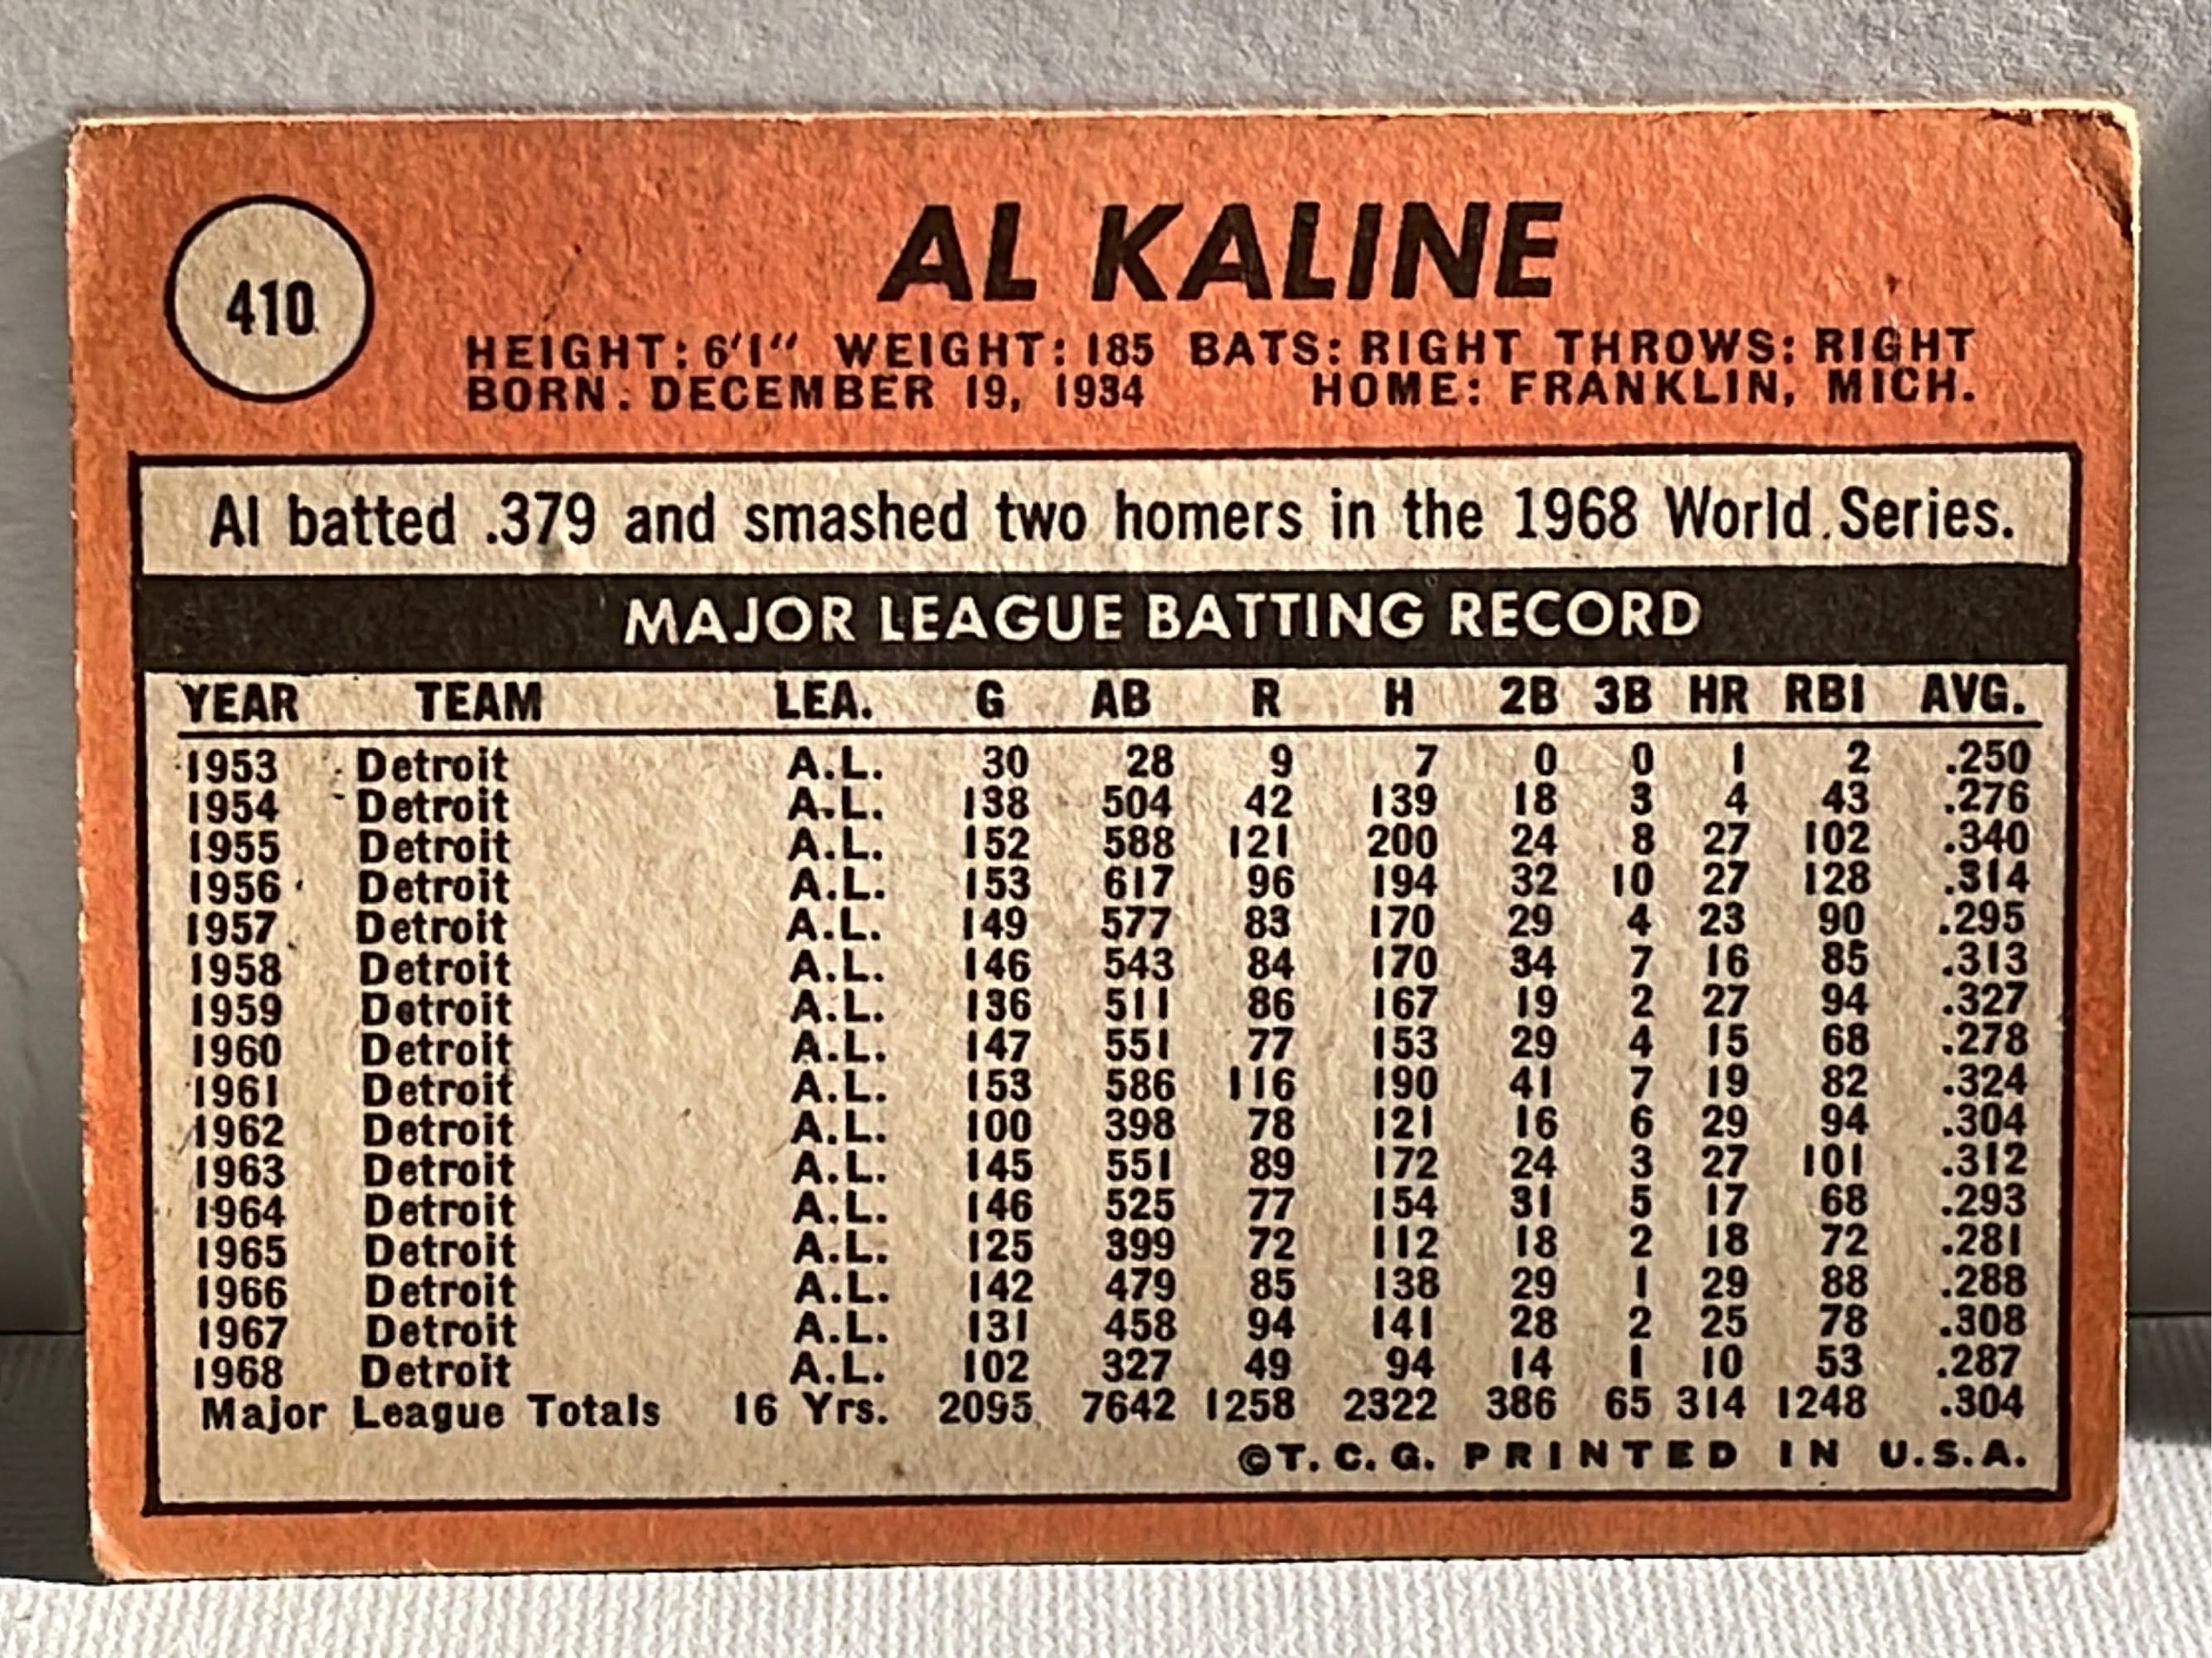 410
AL KALINE
HEIGHT: 6'1" WEIGHT: 185 BATS: RIGHT THROWS: RIGHT
BORN: DECEMBER 19, 1934 HOME: FRANKLIN, MICH.
Al batted .379 and smashed two homers in the 1968 World Series.
MAJOR LEAGUE BATTING RECORD
YEAR TEAM LEA. G AB R H 2B 3B HR RBI AVG.
1953 Detroit A.L. 30 28 9 7 0 0 1 2 .250
1954 Detroit A.L. 138 504 42 139 18 3 4 43 .276
1955 Detroit A.L. 152 588 121 200 24 8 27 102 .340
1956 Detroit A.L. 153 617 96 194 32 10 27 128 .314
1957 Detroit A.L. 149 577 83 170 29 4 23 90 .295
1958 Detroit A.L. 146 543 84 170 34 7 16 85 .313
1959 Detroit A.L. 136 511 86 167 19 2 27 94 .327
1960 Detroit A.L. 147 551 77 153 29 4 15 68 .278
1961 Detroit A.L. 153 586 116 190 41 7 19 82 .324
1962 Detroit A.L. 100 398 78 121 16 6 29 94 .304
1963 Detroit A.L. 145 551 89 172 24 3 27 101 .312
1964 Detroit A.L. 146 525 77 154 31 5 17 68 .293
1965 Detroit A.L. 125 399 72 112 18 2 18 72 .281
1966 Detroit A.L. 142 479 85 138 29 1 29 88 .288
1967 Detroit A.L. 131 458 94 141 28 2 25 78 .308
1968 Detroit A.L. 102 327 49 94 14 1 10 53 .287
Major League Totals 16 Yrs. 2095 7642 1258 2322 386 65 314 1248 .304
©T.C.G. PRINTED IN U.S.A.